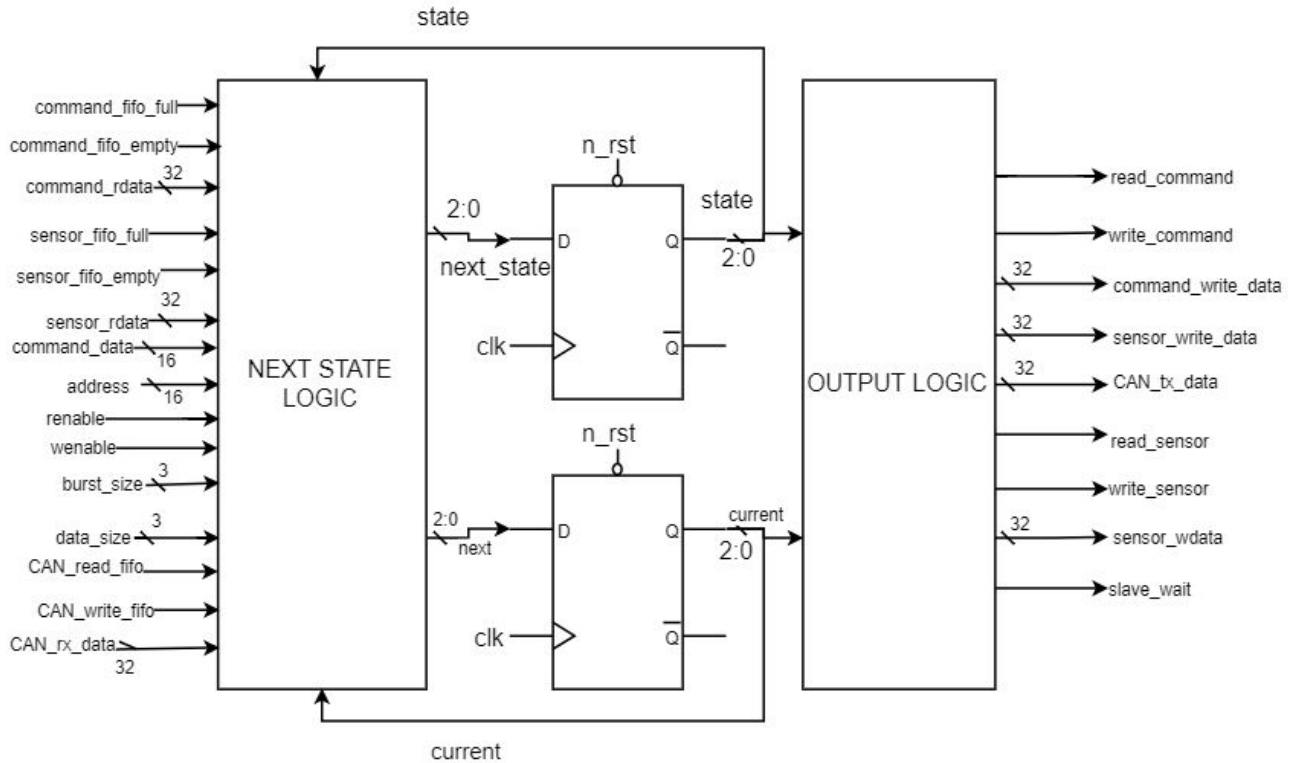 state
command_fifo_full
command_fifo_empty
command_rdata
32
sensor_fifo_full
sensor_fifo_empty
32
sensor_rdata
command_data
16
address
16
renable
wenable
burst_size
3
data_size
3
CAN_read_fifo
CAN_write_fifo
CAN_rx_data
32
NEXT STATE
LOGIC
2:0
next_state
2:0
next
n_rst
D
Q
clk
Q
state
2:0
n_rst
D
Q
clk
Q
current
2:0
OUTPUT LOGIC
read_command
write_command
32
command_write_data
32
sensor_write_data
32
CAN_tx_data
read_sensor
write_sensor
32
sensor_wdata
slave_wait
current